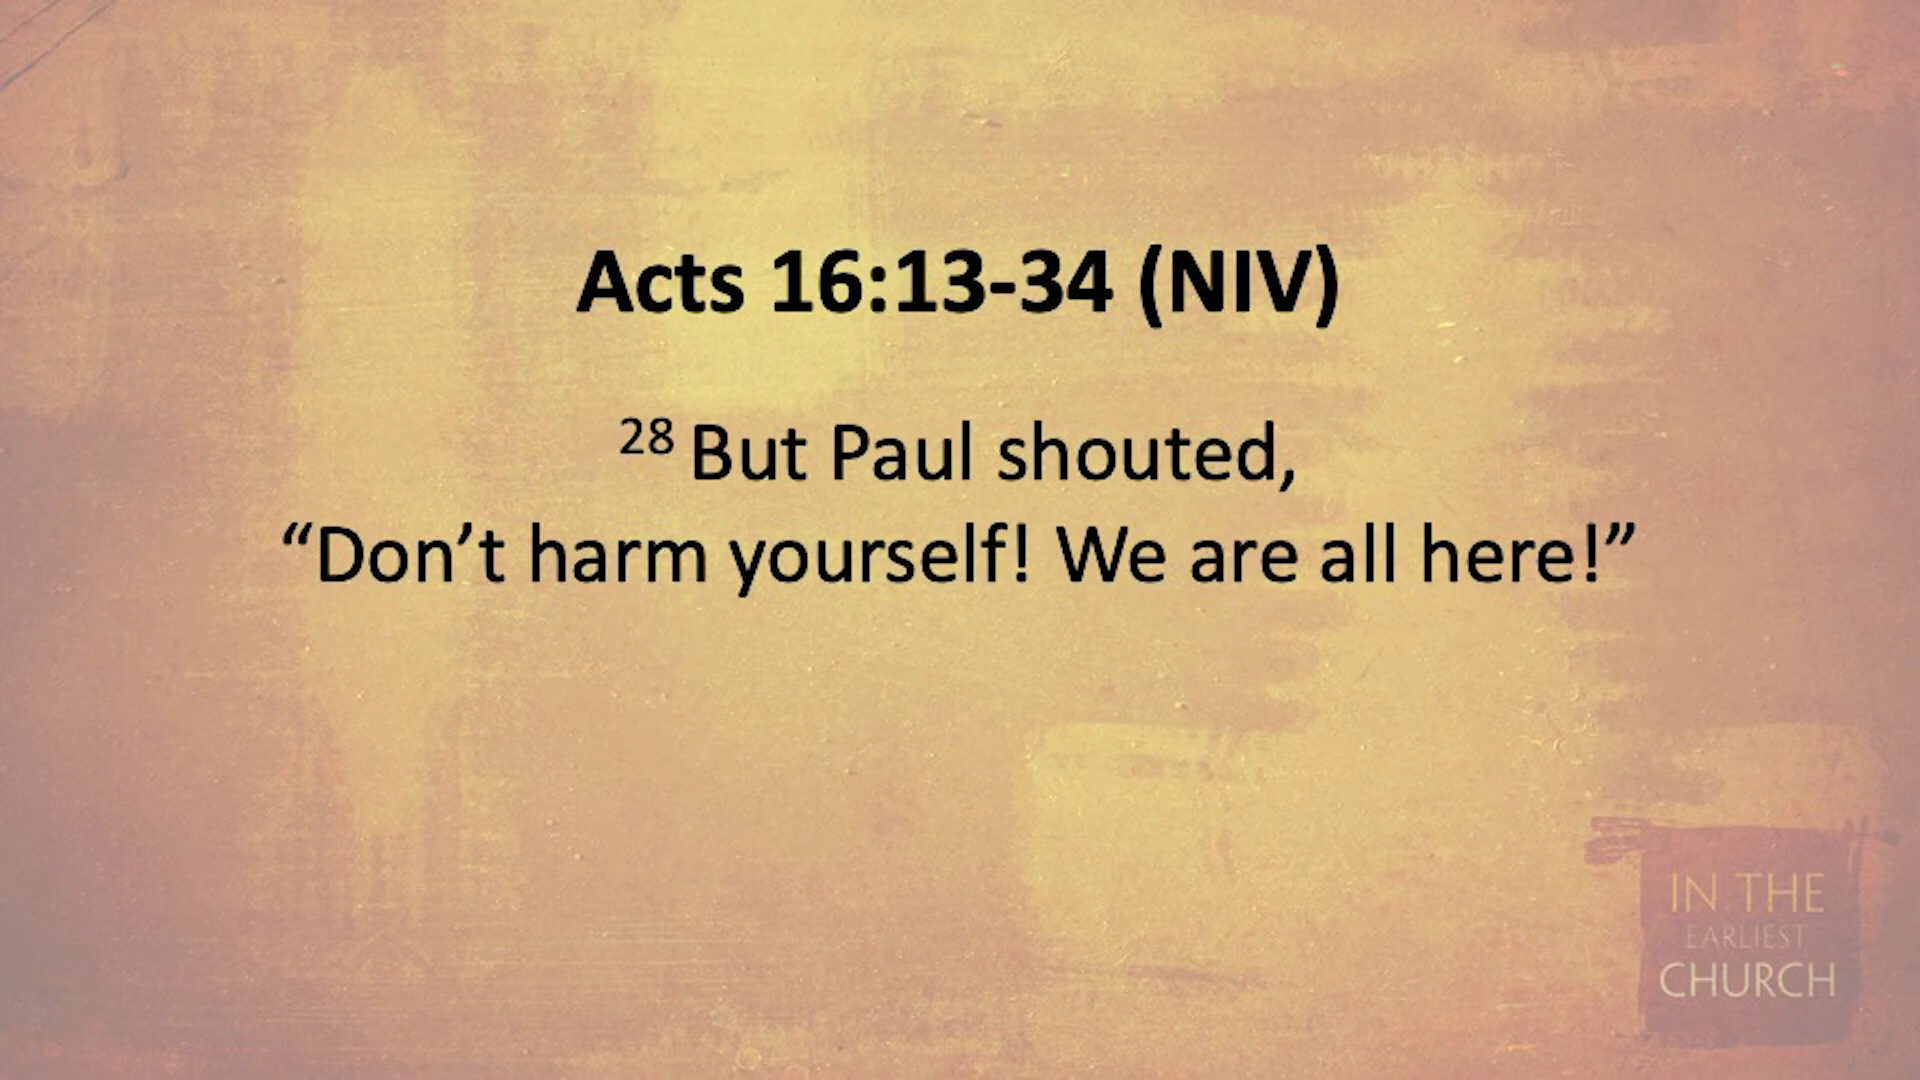 Acts 16:13-34 (NIV)
28 But Paul shouted,
“Don’t harm yourself! We are all here!”
IN THE
EARLIEST
CHURCH